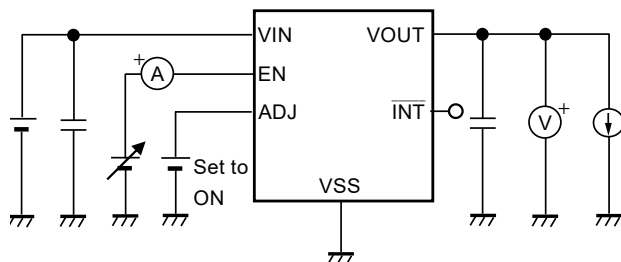 VIN
VOUT
+
A
EN
ADJ
INT
V
+
Set to
ON
VSS